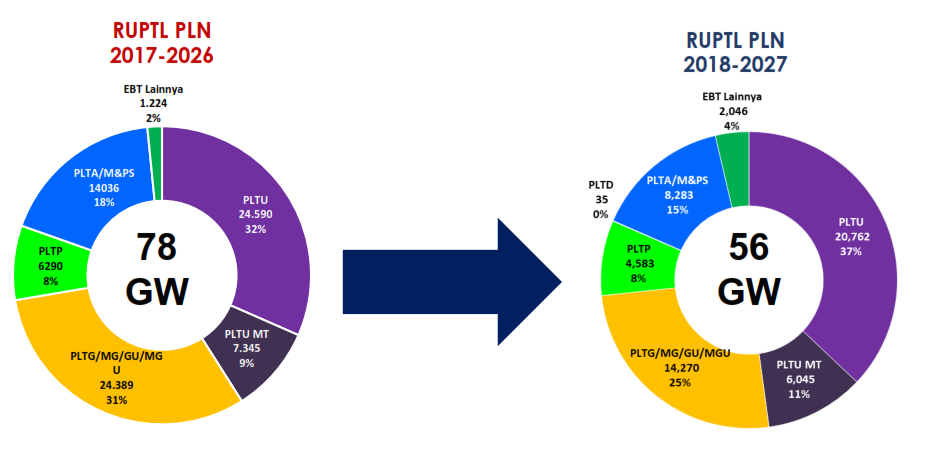 RUPTL PLN
2017-2026
EBT Lainnya
1.224
2%
PLTU
24.590
32%
PLTU MT
7.345
9%
PLTG/MG/GU/MG
U
24.389
31%
PLTP
6290
8%
PLTA/M&PS
14036
18%
78
GW
RUPTL PLN
2018-2027
EBT Lainnya
2,046
4%
PLTU
20,762
37%
PLTU MT
6,045
11%
PLTG/MG/GU/MGU
14,270
25%
PLTP
4,583
8%
PLTD
35
0%
PLTA/M&PS
8,283
15%
56
GW